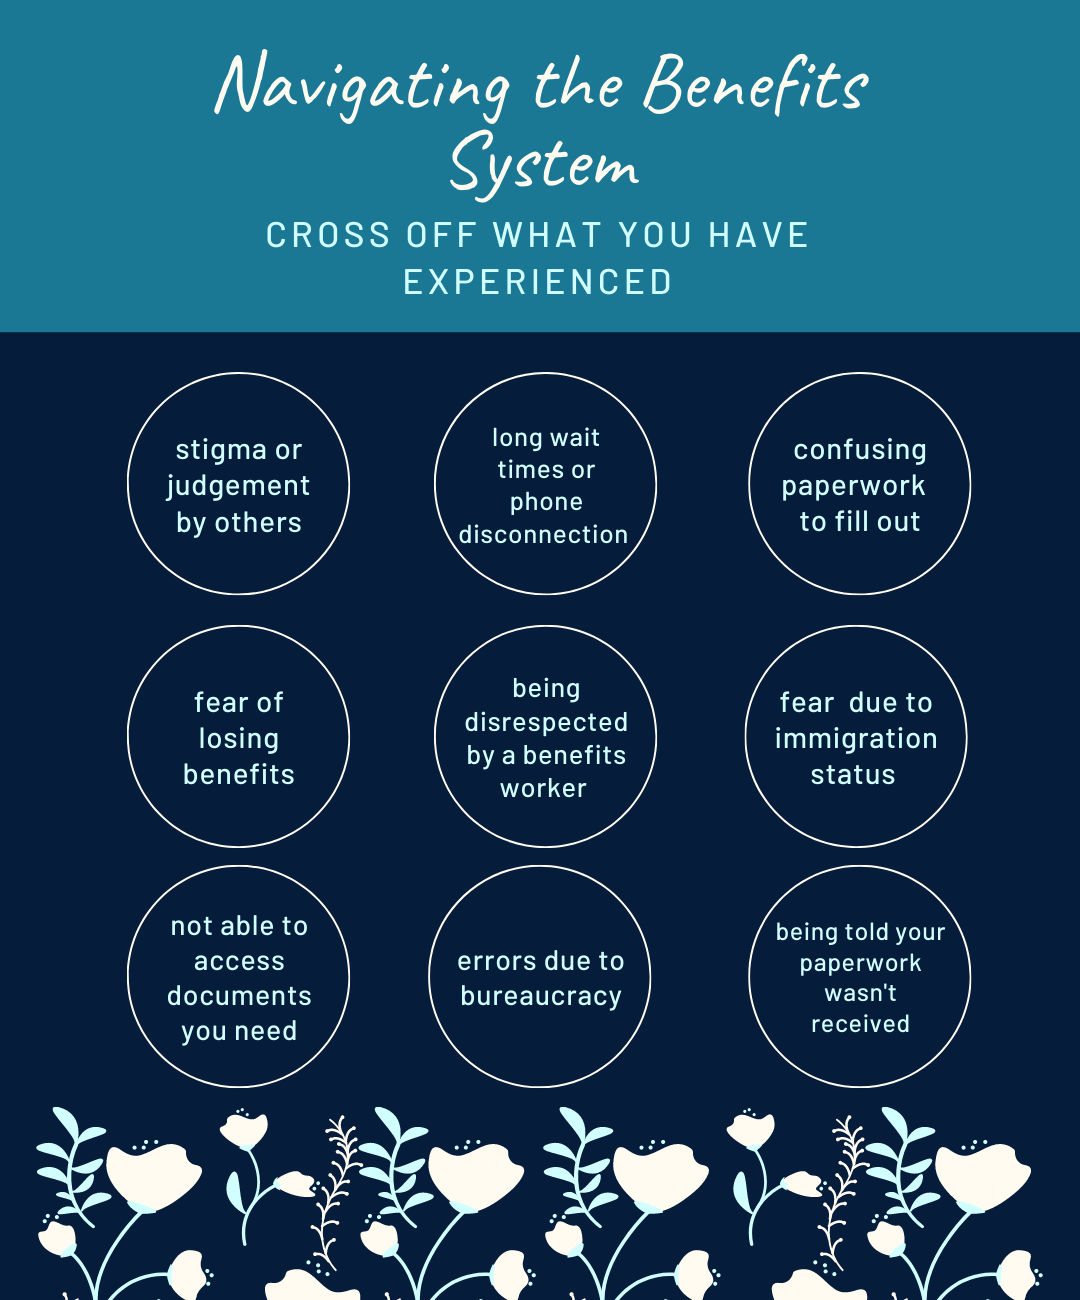 Navigating the Benefits
System
CROSS OFF WHAT YOU HAVE
EXPERIENCED
stigma or
judgement
by others
long wait
times or
phone
disconnection
confusing
paperwork
to fill out
fear of
losing
benefits
being
disrespected
by a benefits
worker
fear due to
immigration
status
not able to
access
documents
you need
errors due to
bureaucracy
being told your
paperwork
wasn't
received